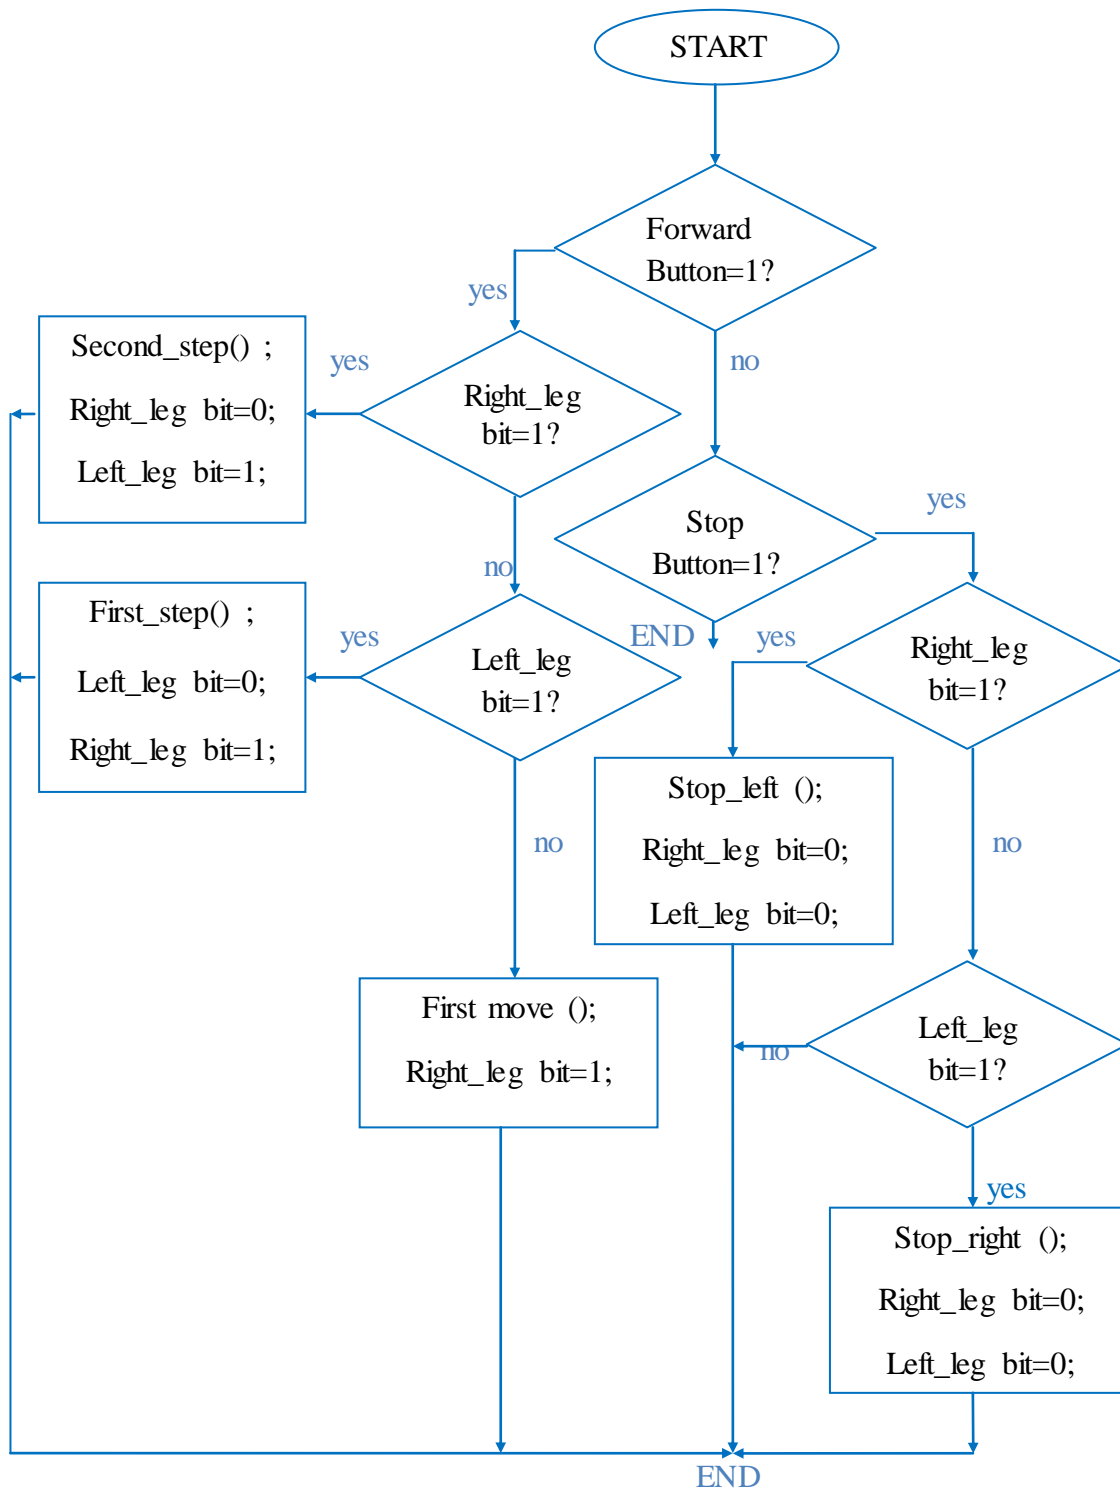 START
Forward
Button=1?
yes
no
Second_step() ;
Right_leg bit=0;
Left_leg bit=1;
yes
Right_leg
bit=1?
no
Stop
Button=1?
yes
END
First_step() ;
Left_leg bit=0;
Right_leg bit=1;
yes
Left_leg
bit=1?
no
yes
Right_leg
bit=1?
no
Stop_left ();
Right_leg bit=0;
Left_leg bit=0;
First move ();
Right_leg bit=1;
no
Left_leg
bit=1?
yes
Stop_right ();
Right_leg bit=0;
Left_leg bit=0;
END